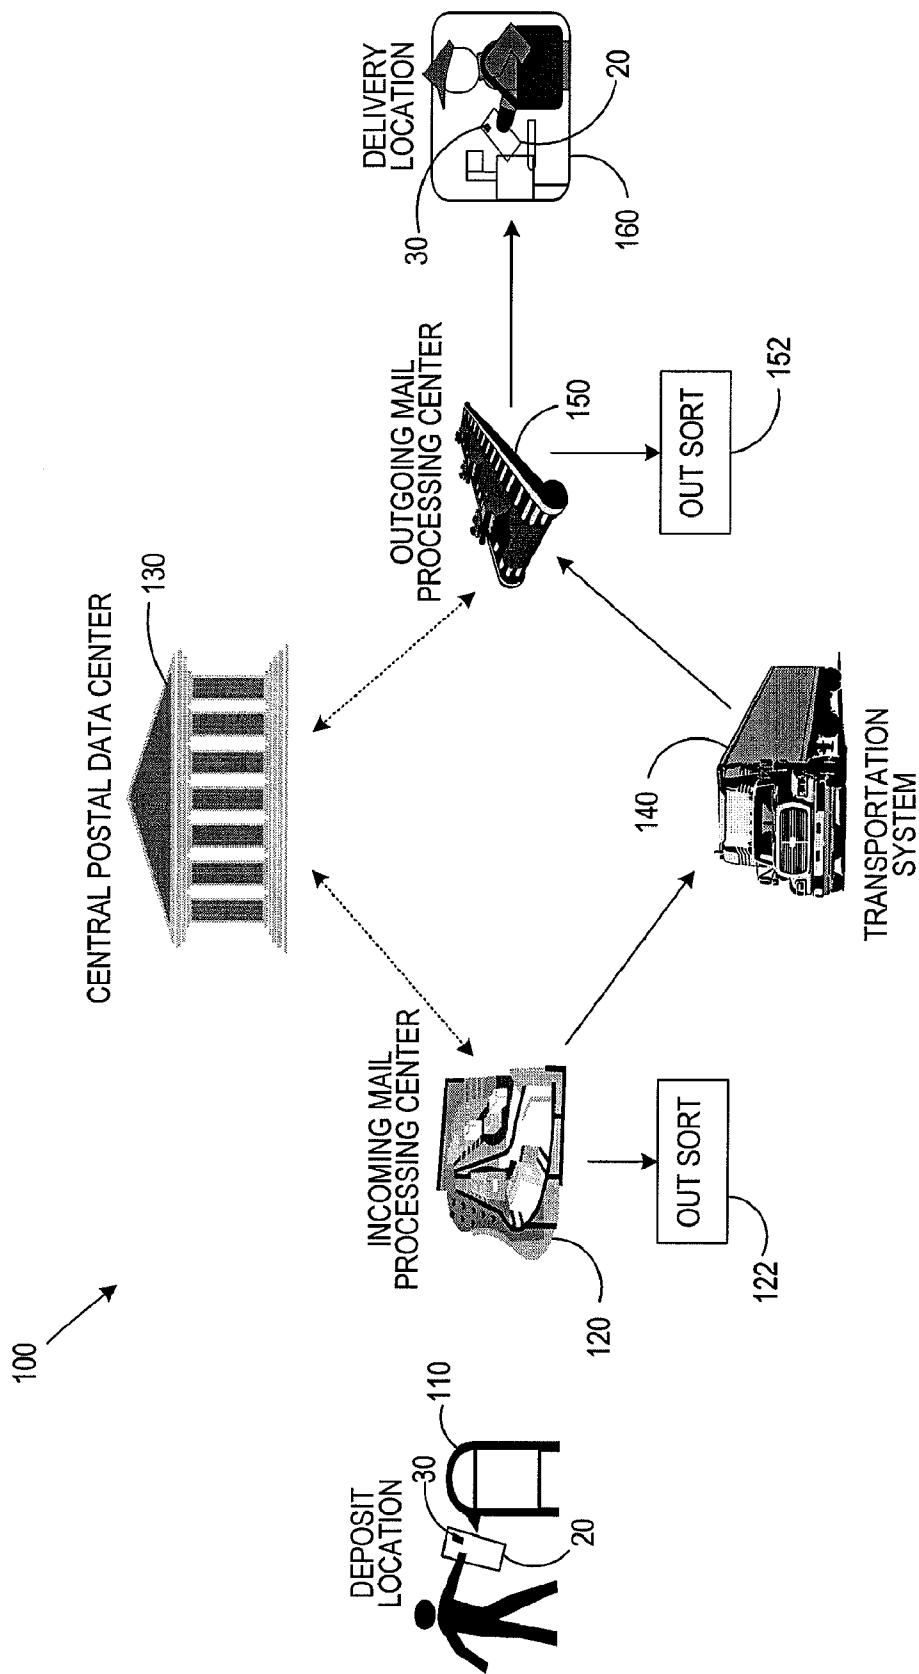 100
CENTRAL POSTAL DATA CENTER
130
DEPOSIT
LOCATION
30
110
20
INCOMING MAIL
PROCESSING CENTER
120
OUT SORT
122
TRANSPORTATION
SYSTEM
140
OUTGOING MAIL
PROCESSING CENTER
150
OUT SORT
152
DELIVERY
LOCATION
30
20
160